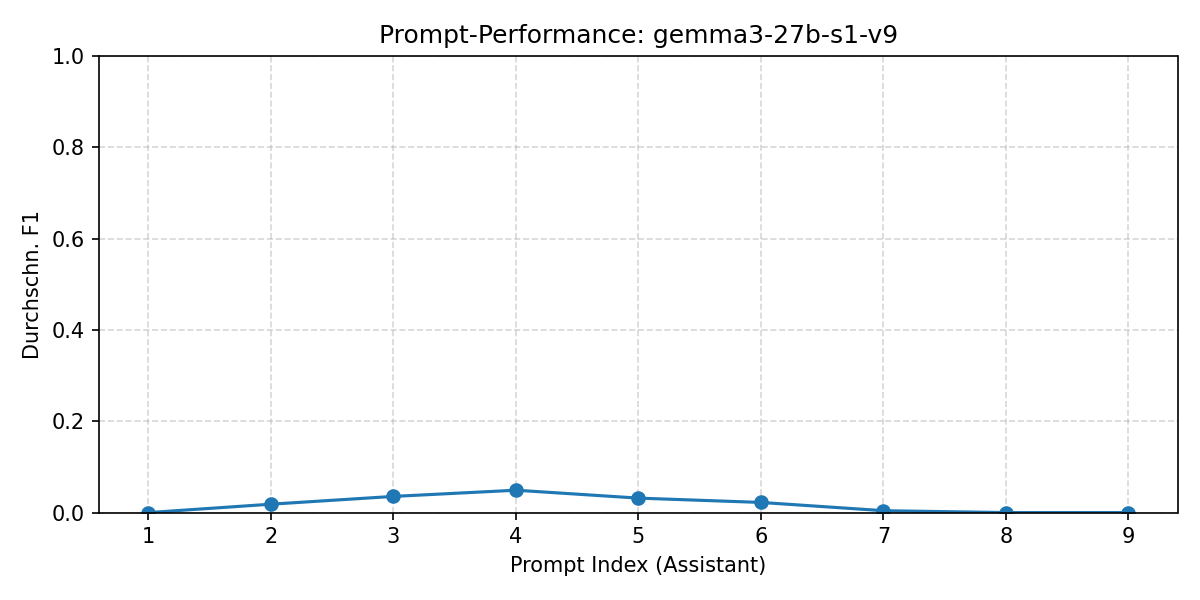 Prompt-Performance: gemma3-27b-s1-v9
1.0
0.8
0.6
0.4
0.2
0.0
Durchschn. F1
1 2 3 4 5 6 7 8 9
Prompt Index (Assistant)